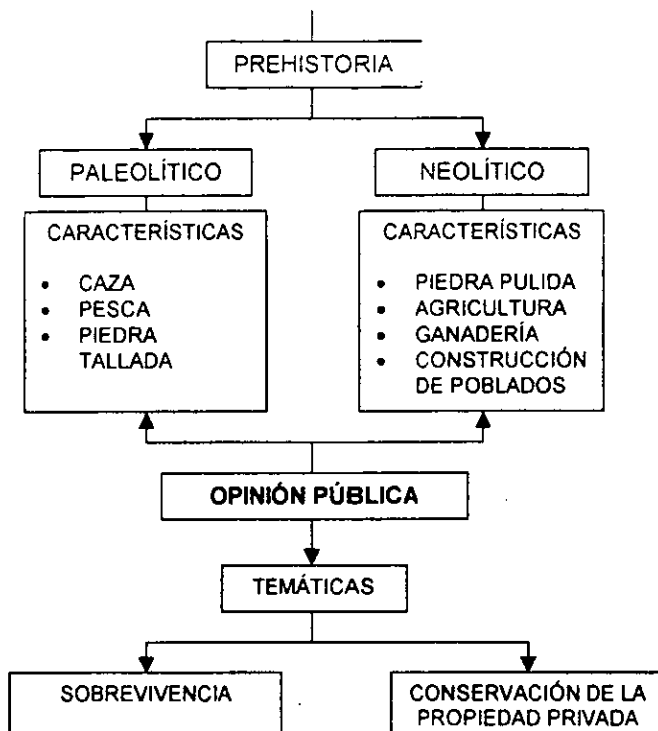 PREHISTORIA
PALEOLÍTICO
NEOLÍTICO
CARACTERÍSTICAS
• CAZA
• PESCA
• PIEDRA
TALLADA
CARACTERÍSTICAS
• PIEDRA PULIDA
• AGRICULTURA
• GANADERÍA
• CONSTRUCCIÓN
DE POBLADOS
OPINIÓN PÚBLICA
TEMÁTICAS
SOBREVIVENCIA
CONSERVACIÓN DE LA
PROPIEDAD PRIVADA